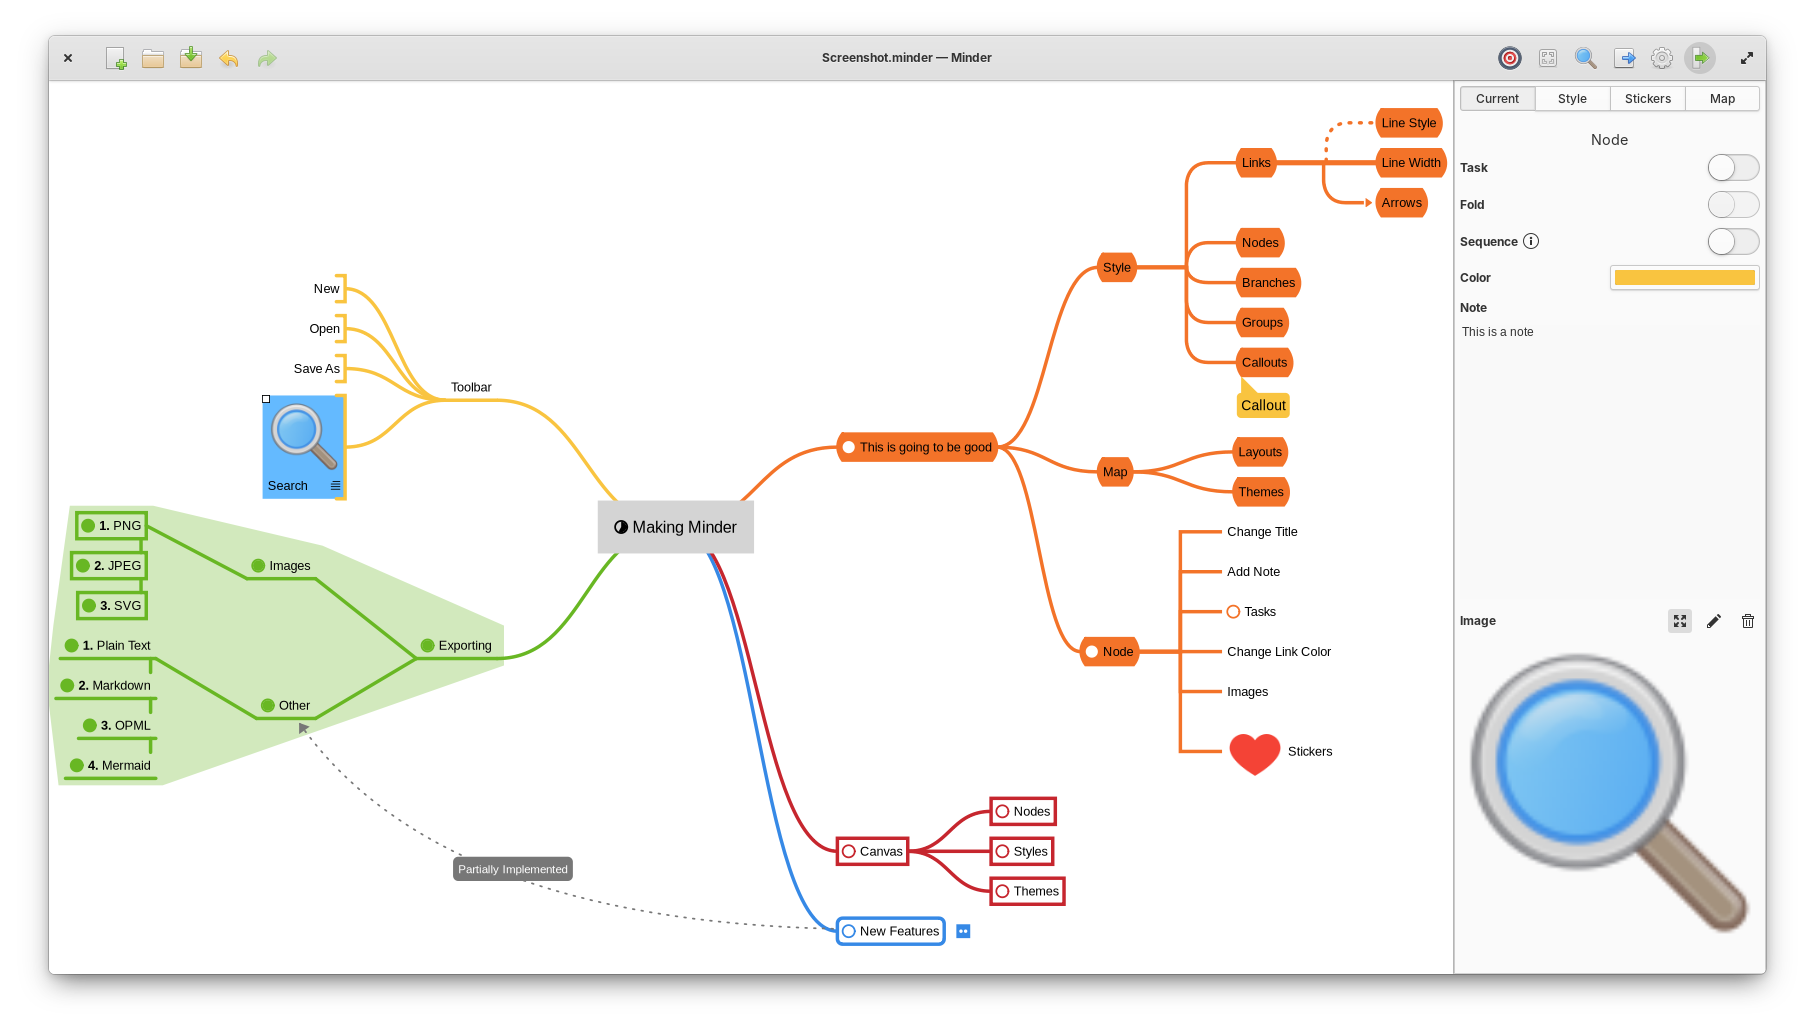 Screenshot.minder — Minder
Current
Style
Stickers
Map
Node
Task
Fold
Sequence
Color
Note
This is a note
Image
New
Open
Save As
Search
Toolbar
Making Minder
1. PNG
2. JPEG
3. SVG
Images
1. Plain Text
2. Markdown
3. OPML
4. Mermaid
Other
Exporting
Partially Implemented
This is going to be good
Style
Links
Line Style
Line Width
Arrows
Nodes
Branches
Groups
Callouts
Callout
Map
Layouts
Themes
Node
Change Title
Add Note
Tasks
Change Link Color
Images
Stickers
Canvas
Nodes
Styles
Themes
New Features